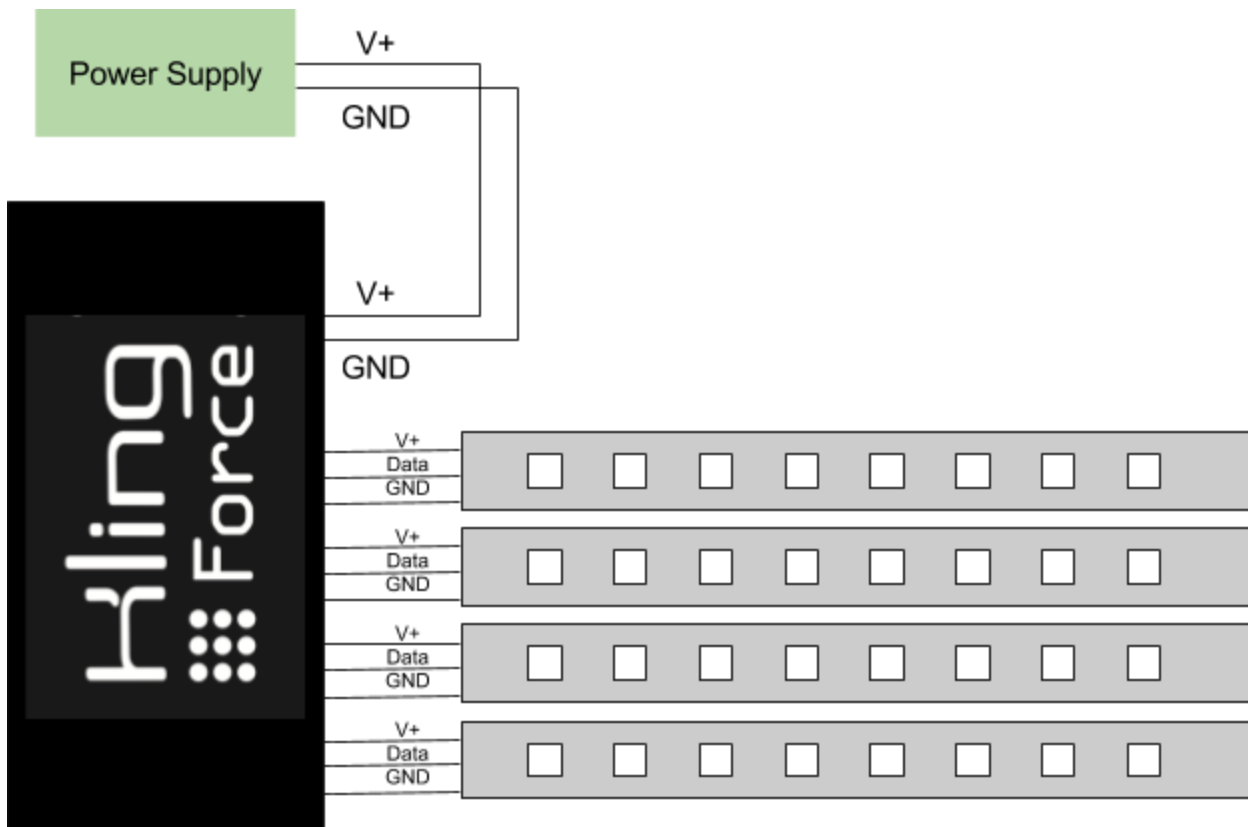 V+
Power Supply
GND
V+
GND
Kling
Force
V+
Data
GND
V+
Data
GND
V+
Data
GND
V+
Data
GND